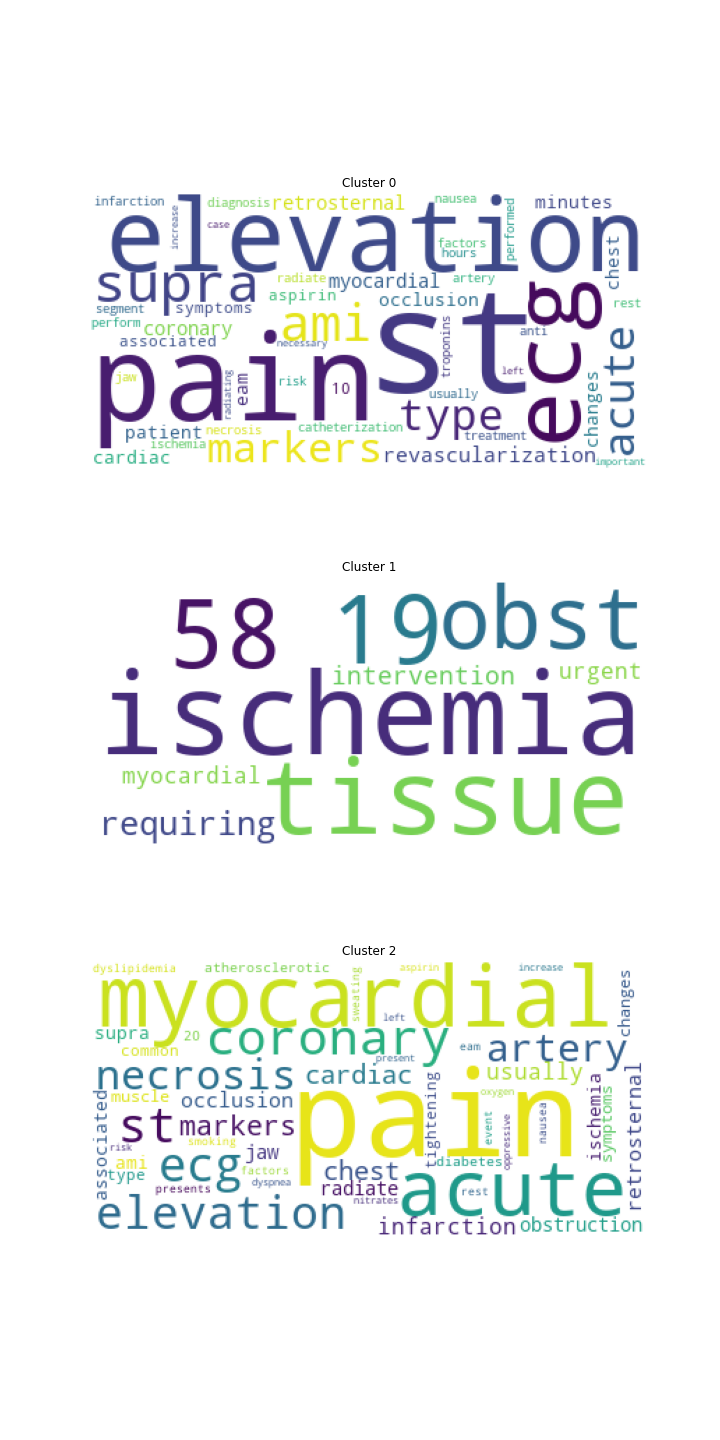 Cluster 0
infarction diagnosis retrosternal nausea minutes
increase case elevation performed
factors hours chest
supra radiate myocardial artery
segment symptoms aspirin occlusion rest
perform coronary ami st ecg anti
associated necessary troponins acute
pain left
jaw radiating eam risk 10 usually changes
type
patient necrosis catheterization treatment
ischemia markers revascularization
cardiac important
Cluster 1
58 19 obst
intervention urgent
ischemia
myocardial tissue
requiring
Cluster 2
dyslipidemia atherosclerotic aspirin increase
myocardial sweating changes
left
supra 20 coronary
common present eam artery
necrosis cardiac usually
muscle pain oxygen
associated occlusion tightening ischemia symptoms retrosternal
st markers event oppressive nausea
smoking
risk jaw
ami ecg factors chest diabetes
type dyspnea radiate acute rest
presents nitrates
elevation infarction obstruction